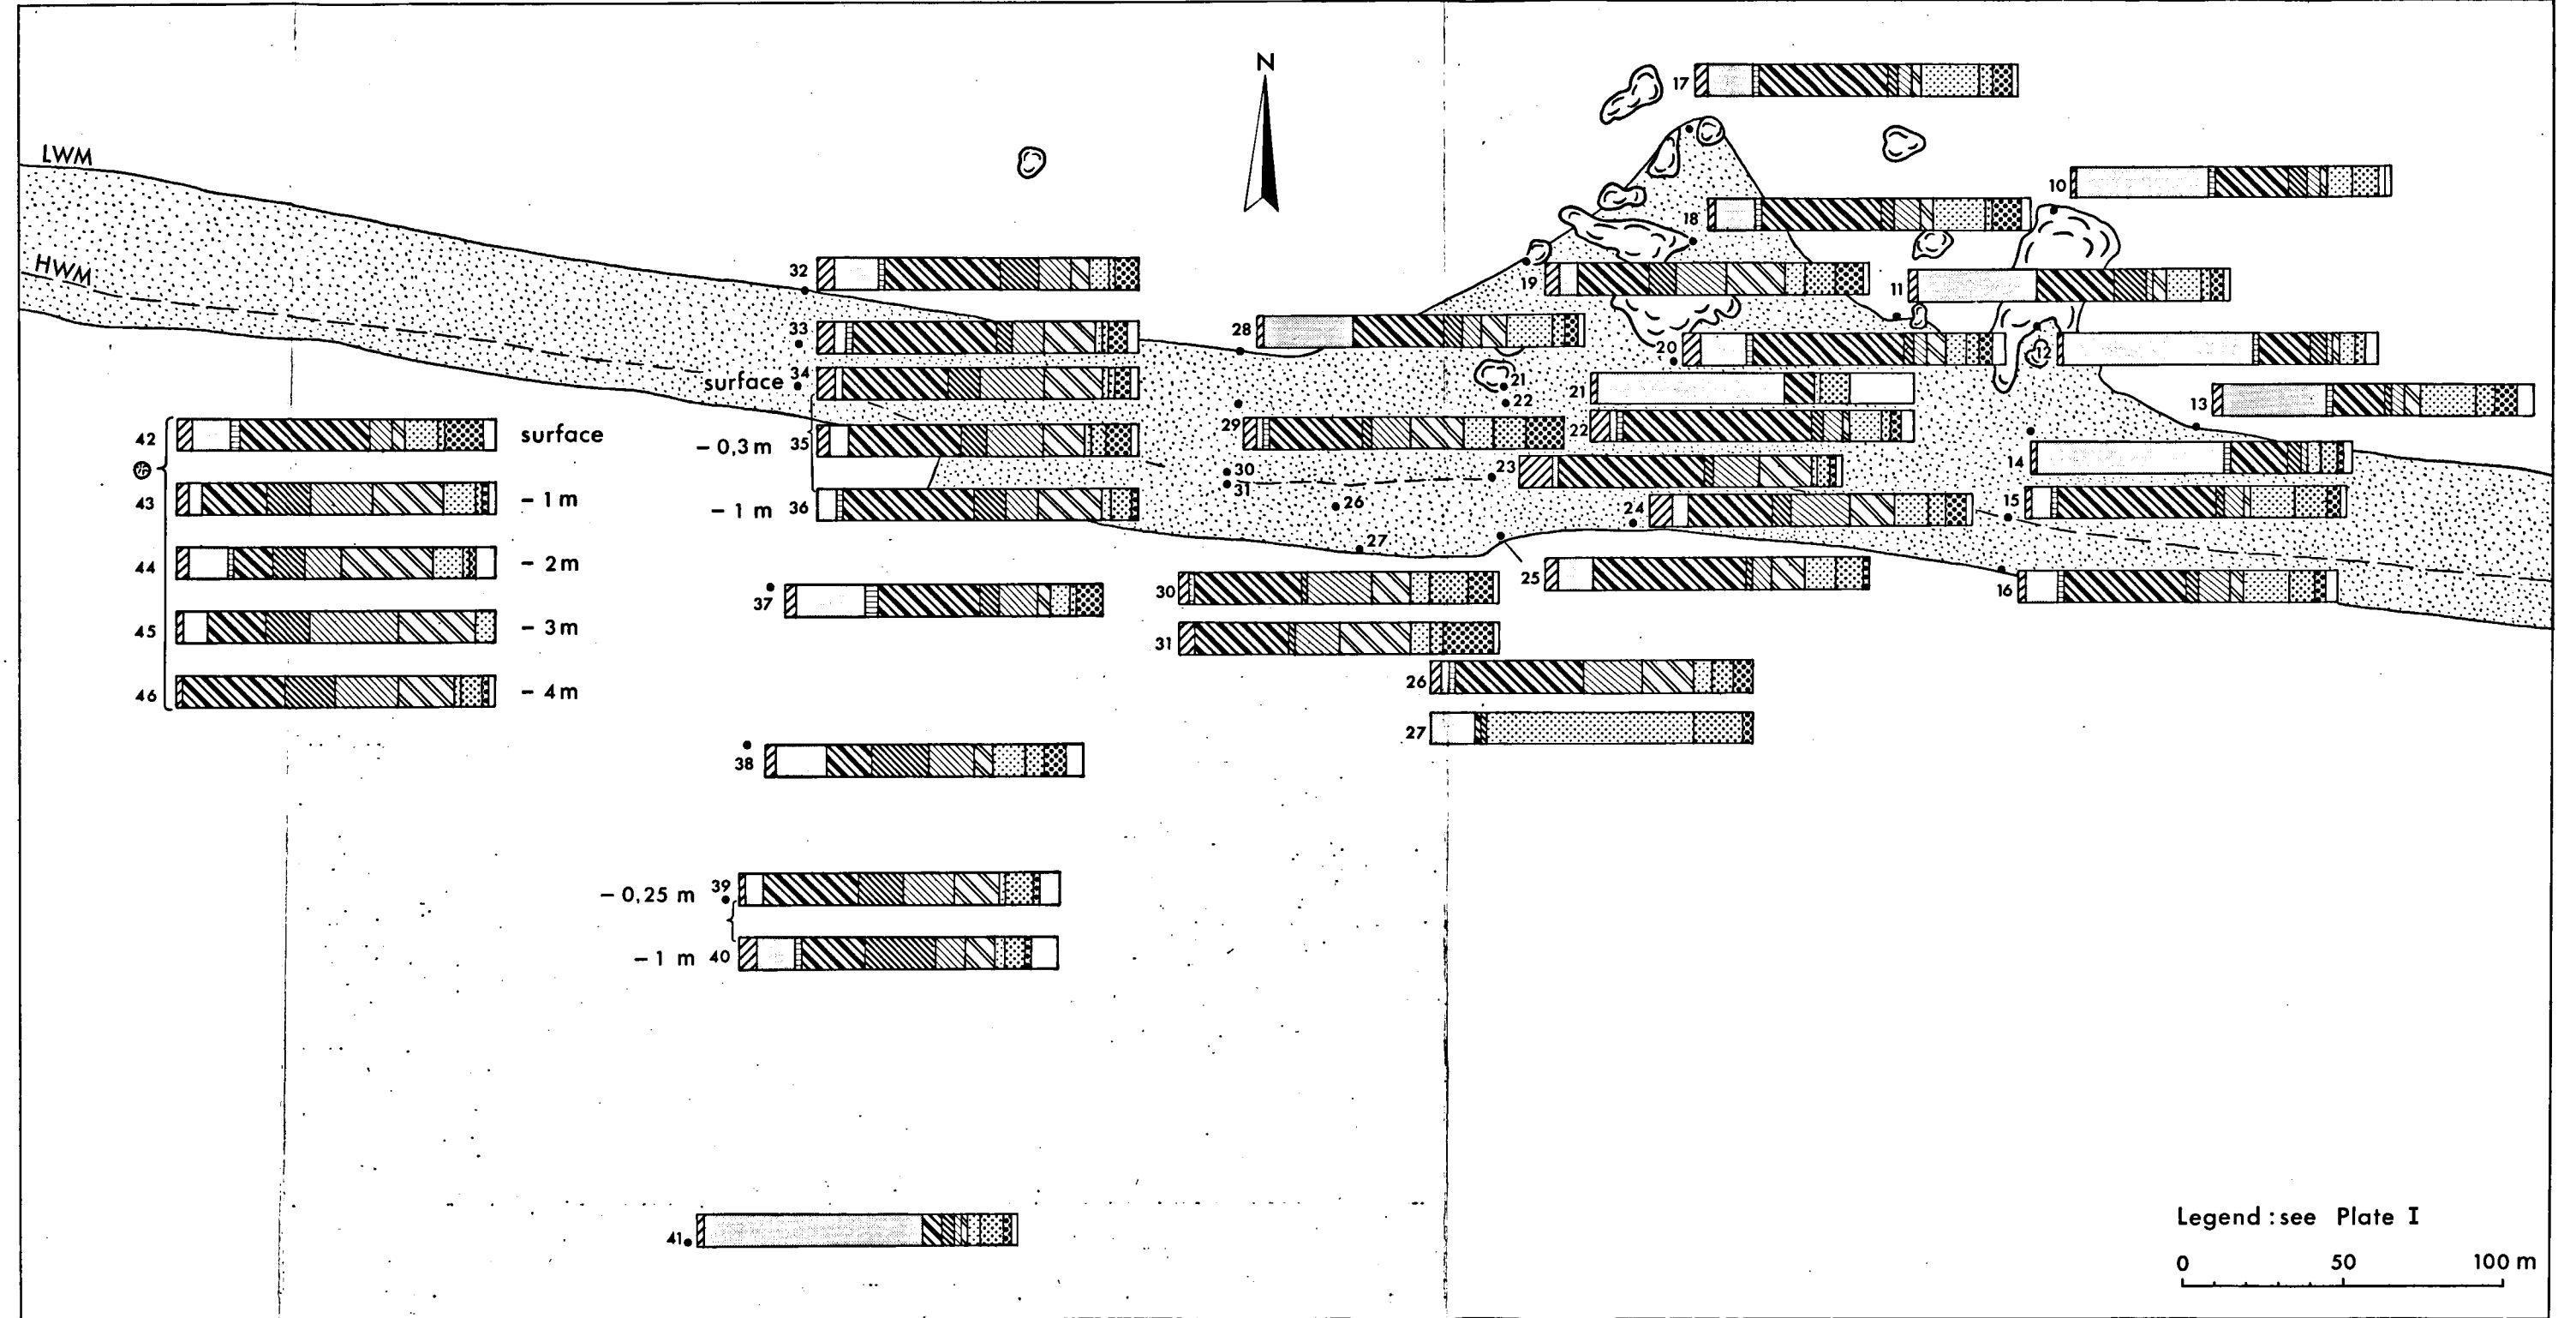 N
17
LWM
10
18
HWM
32
19
11
28
33
20
12
surface 34
21
22
21
13
42 surface
29
22
− 0,3 m 35
14
30
31
23
43 − 1 m
− 1 m 36
26
24
15
27
44 − 2 m
25
37
30
16
45 − 3 m
31
46 − 4 m
26
27
38
− 0,25 m 39
− 1 m 40
Legend : see Plate I
41
0 50 100 m